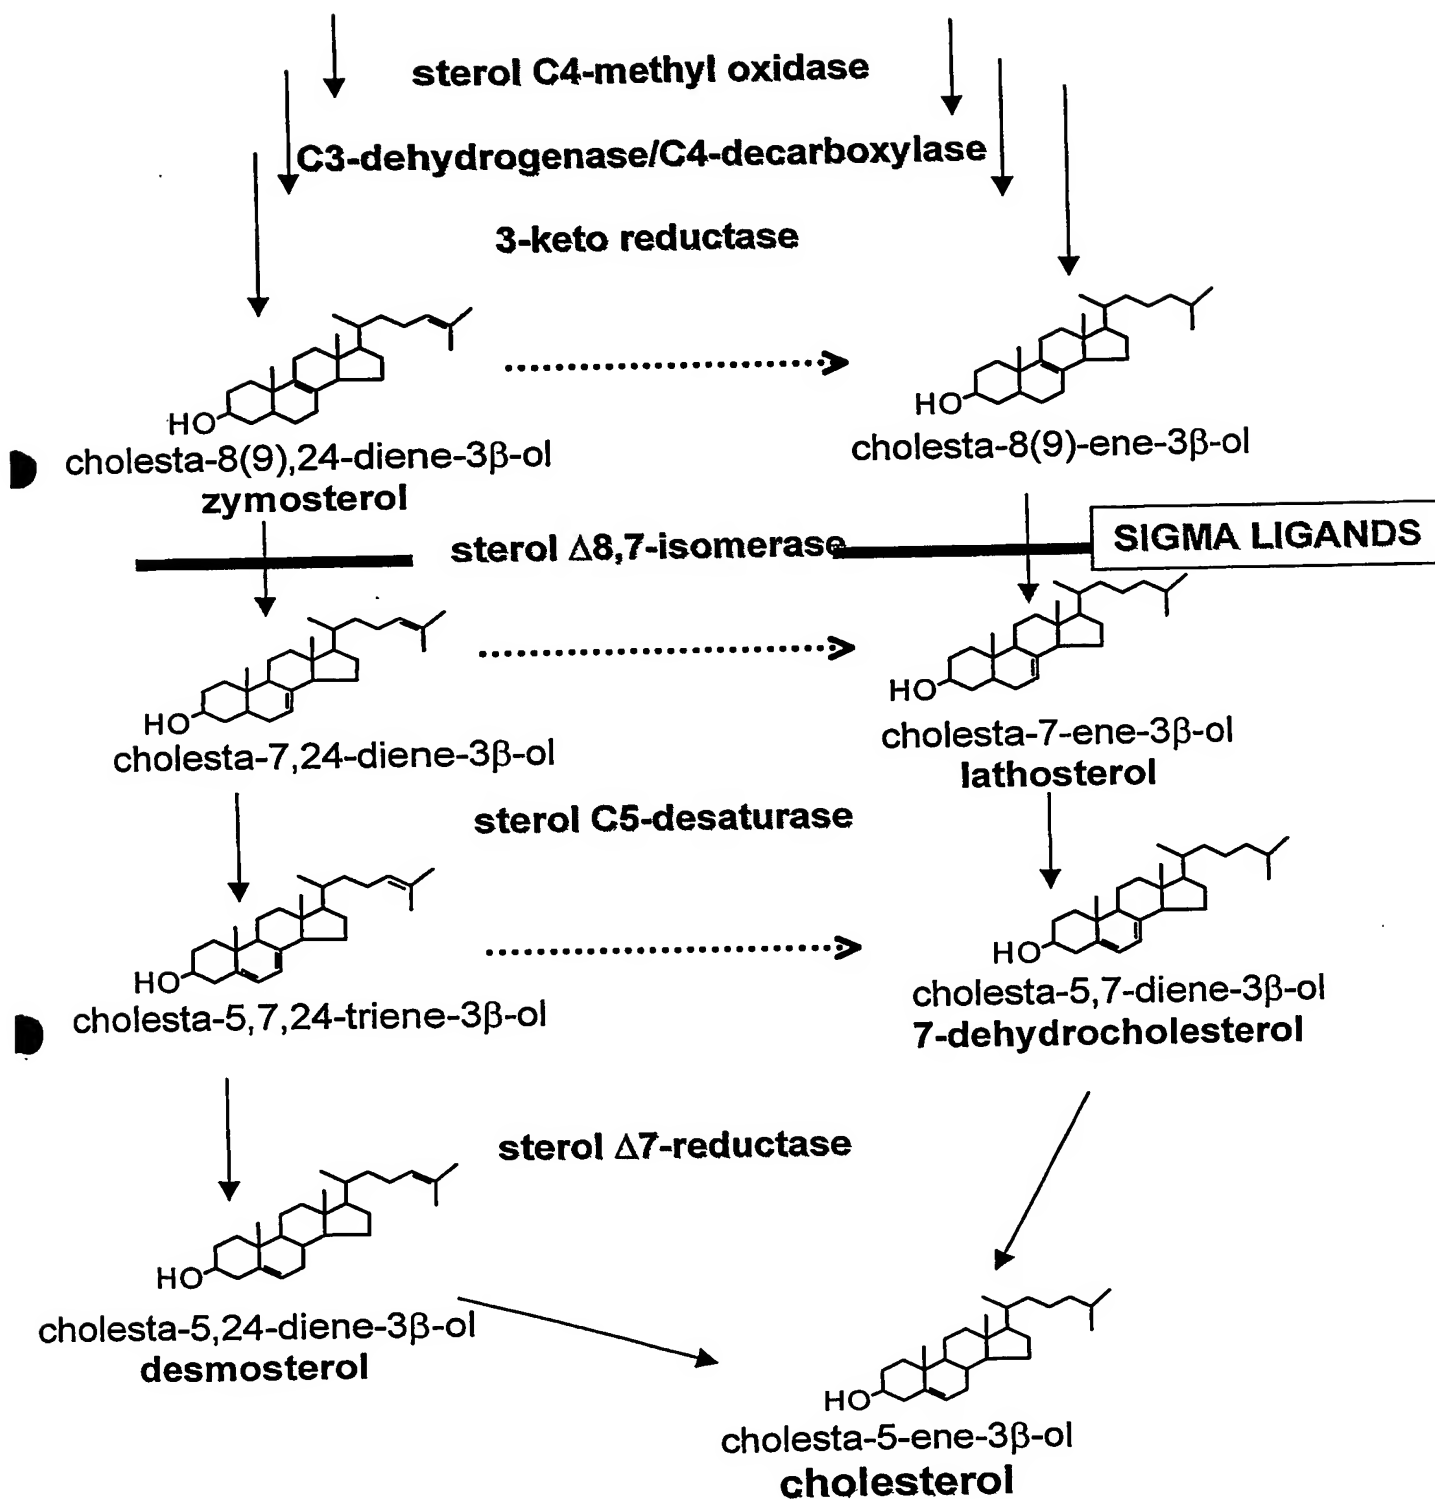 sterol C4-methyl oxidase
C3-dehydrogenase/C4-decarboxylase
3-keto reductase
HO
HO
cholesta-8(9),24-diene-3β-ol
zymosterol
cholesta-8(9)-ene-3β-ol
sterol Δ8,7-isomerase
SIGMA LIGANDS
HO
HO
cholesta-7,24-diene-3β-ol
cholesta-7-ene-3β-ol
lathosterol
sterol C5-desaturase
HO
HO
cholesta-5,7,24-triene-3β-ol
cholesta-5,7-diene-3β-ol
7-dehydrocholesterol
sterol Δ7-reductase
HO
cholesta-5,24-diene-3β-ol
desmosterol
HO
cholesta-5-ene-3β-ol
cholesterol